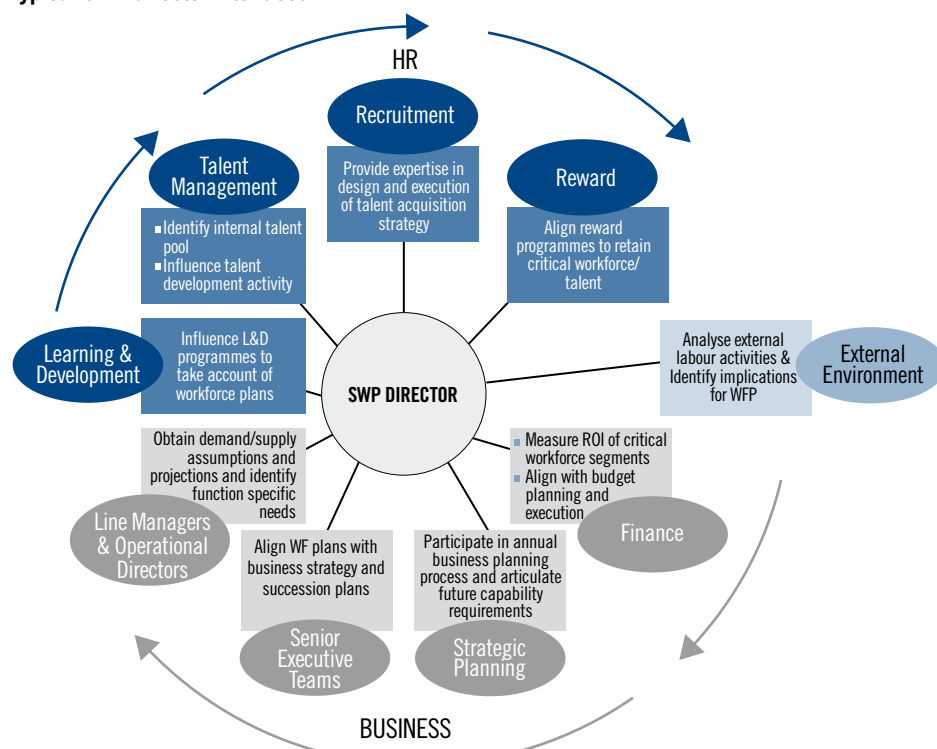 HR
Recruitment
Provide expertise in
design and execution
of talent acquisition
strategy
Talent
Management
▪Identify internal talent
pool
▪Influence talent
development activity
Reward
Align reward
programmes to retain
critical workforce/
talent
Learning &
Development
Influence L&D
programmes to
take account of
workforce plans
SWP DIRECTOR
Analyse external
labour activities &
Identify implications
for WFP
External
Environment
Obtain demand/supply
assumptions and
projections and identify
function specific
needs
Line Managers
& Operational
Directors
▪ Measure ROI of critical
workforce segments
▪ Align with budget
planning and
execution
Finance
Align WF plans with
business strategy and
succession plans
Senior
Executive
Teams
Participate in annual
business planning
process and articulate
future capability
requirements
Strategic
Planning
BUSINESS